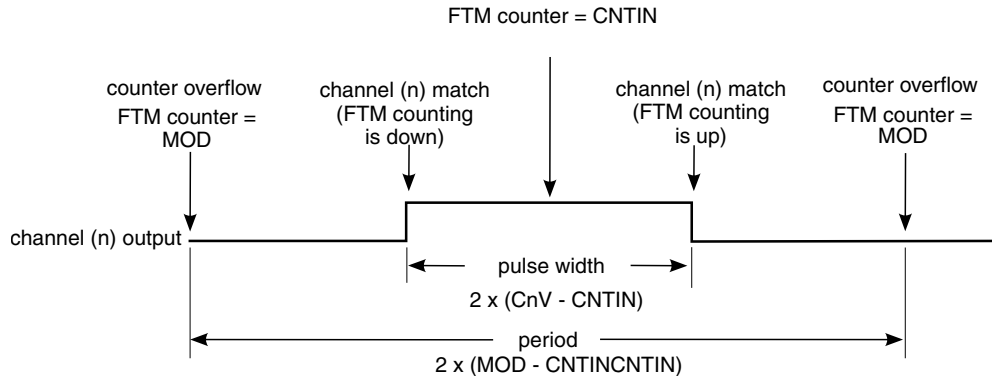 FTM counter = CNTIN
counter overflow
FTM counter =
MOD
channel (n) match
(FTM counting
is down)
channel (n) match
(FTM counting
is up)
counter overflow
FTM counter =
MOD
channel (n) output
pulse width
2 x (CnV - CNTIN)
period
2 x (MOD - CNTINCNTIN)